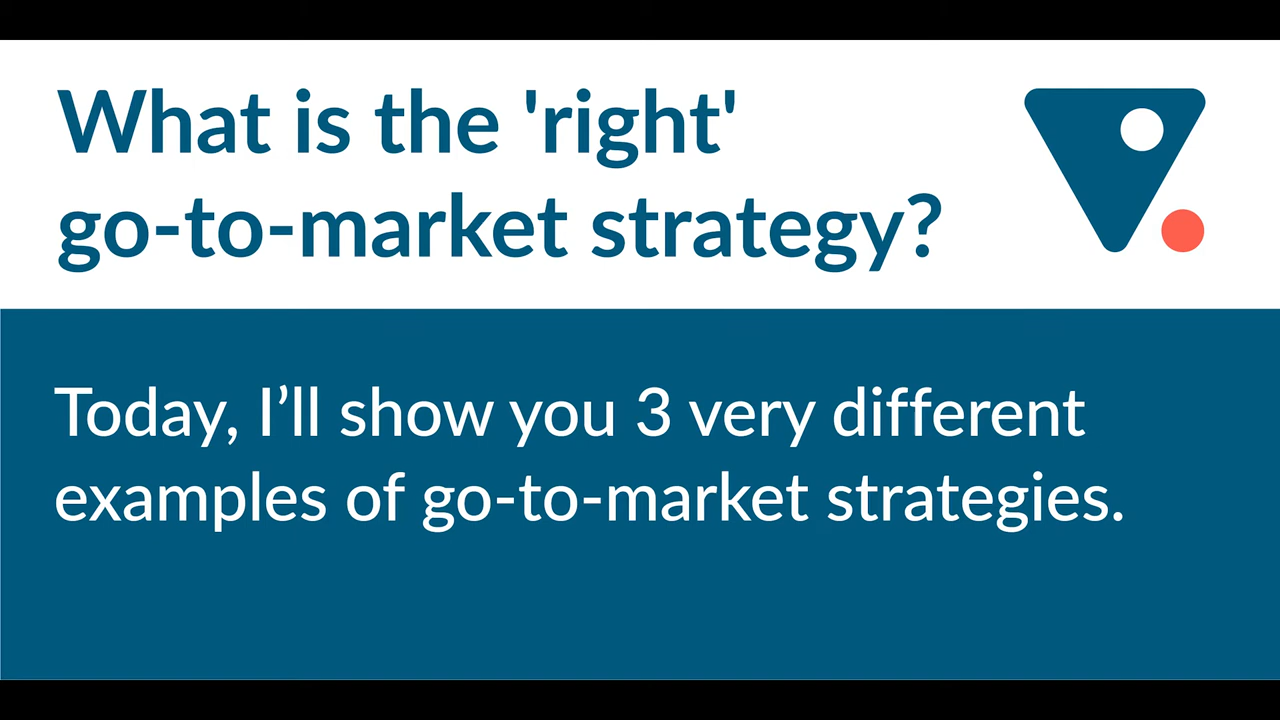 What is the 'right'
go-to-market strategy?
Today, I’ll show you 3 very different
examples of go-to-market strategies.